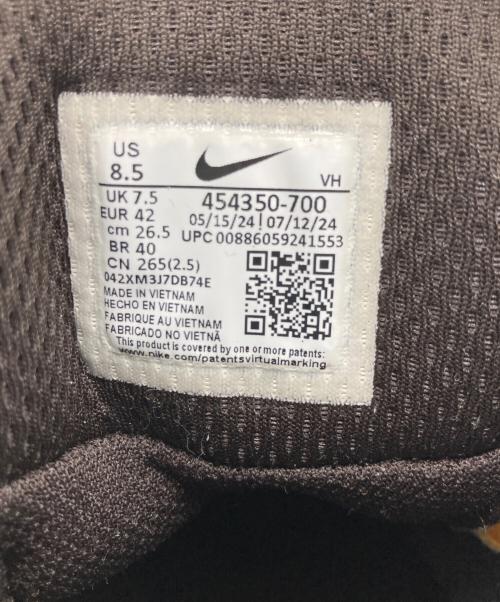 US
8.5
VH
UK 7.5 454350-700
EUR 42 05/15/24 | 07/12/24
cm 26.5 UPC 00886059241553
BR 40
CN 265(2.5)
042XM3J7DB74E
MADE IN VIETNAM
HECHO EN VIETNAM
FABRIQUE AU VIETNAM
FABRICADO NO VIETNÃ
This product is covered by one or more patents:
www.nike.com/patentsvirtualmarking